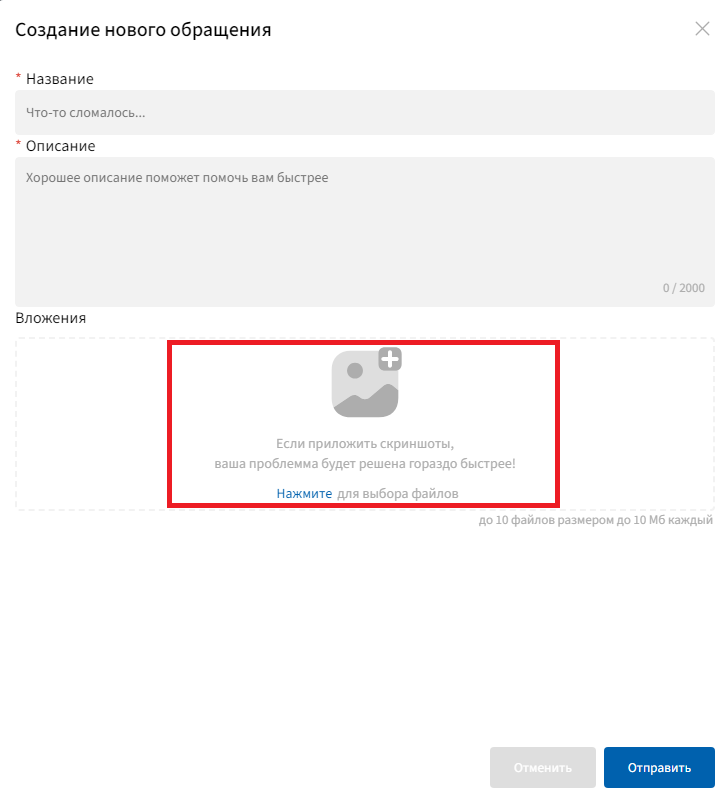 Создание нового обращения
* Название
Что-то сломалось...
* Описание
Хорошее описание поможет помочь вам быстрее
0 / 2000
Вложения
Если приложить скриншоты,
ваша проблемма будет решена гораздо быстрее!
Нажмите для выбора файлов
до 10 файлов размером до 10 Мб каждый
Отменить
Отправить